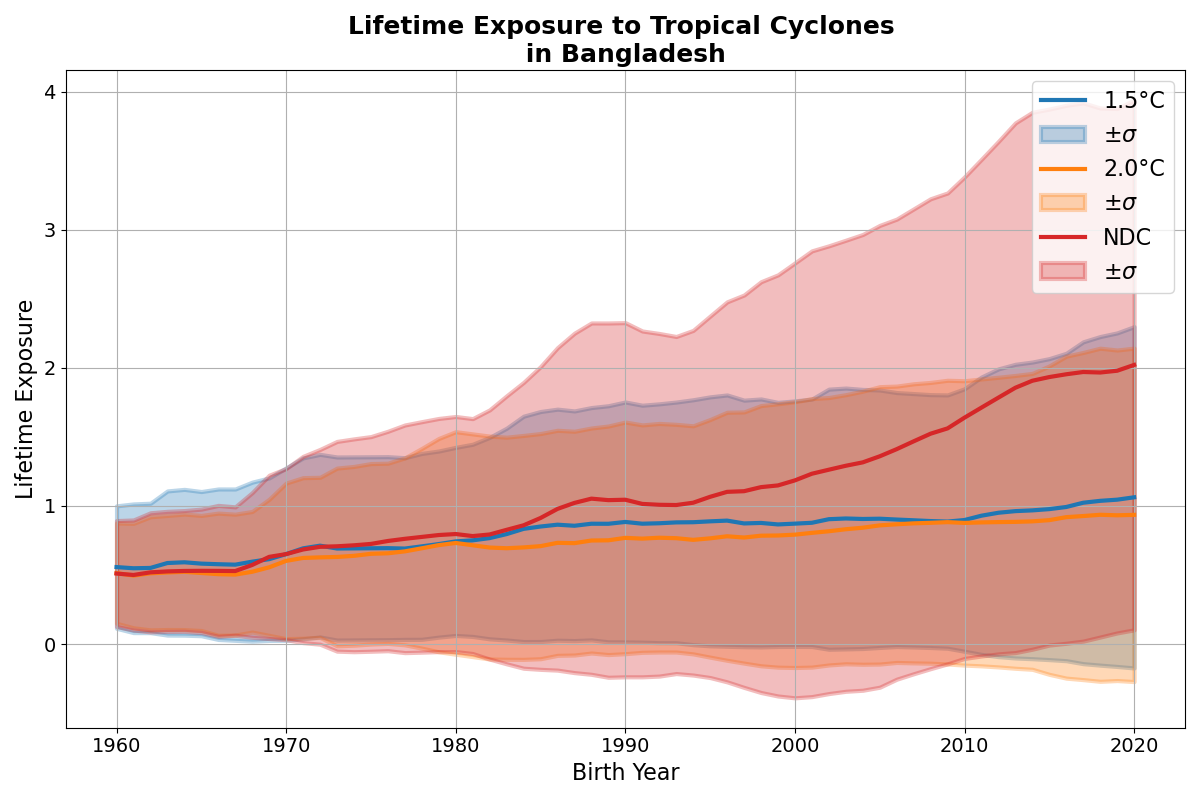 Lifetime Exposure to Tropical Cyclones
in Bangladesh
1.5°C
±σ
2.0°C
±σ
NDC
±σ
4
3
2
1
0
Lifetime Exposure
1960 1970 1980 1990 2000 2010 2020
Birth Year